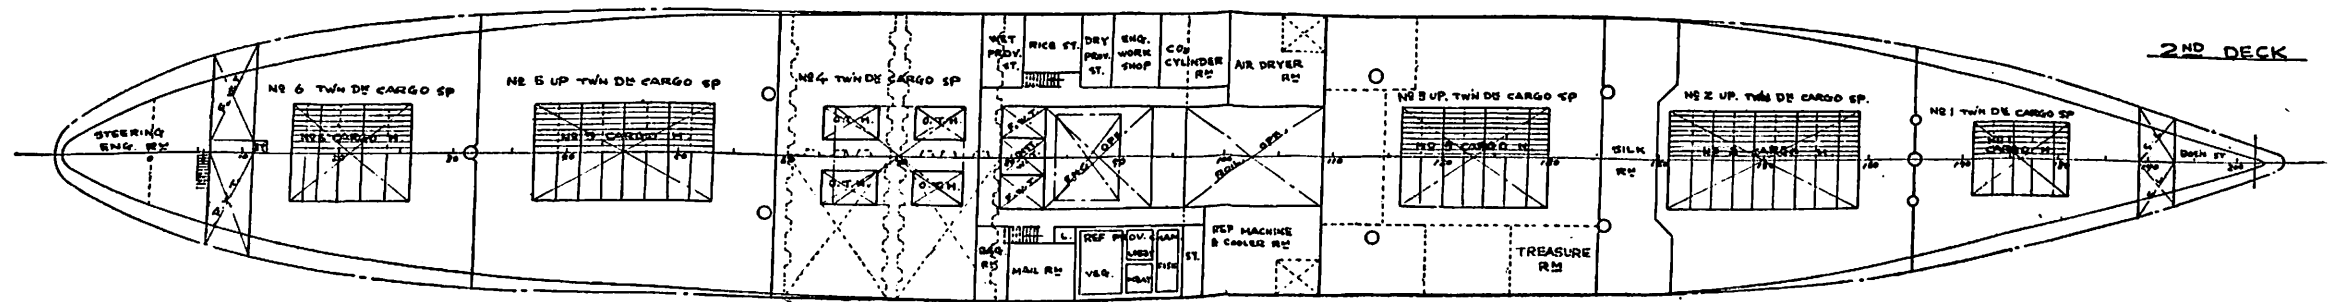 2ND DECK
STEERING
ENG. RM
No 6 TWN DK CARGO SP
No 6 CARGO H.
No 5 UP TWN DK CARGO SP
No 5 CARGO H.
No 4 TWN DK CARGO SP
O.T.H.
O.T.H.
O.T.H.
O.T.H.
WET
PROV.
ST.
RICE ST.
DRY
PROV.
ST.
ENG.
WORK
SHOP
CO2
CYLINDER
RM
AIR DRYER
RM
F.W.T.
F.W.T.
ENG. OPG
BOIL. OPG
BAG.
RM
MAIL RM
L.
REF PROV. CHAM.
VEG.
MEAT
FISH
ST.
REF MACHINE
& COOLER RM
No 3 UP. TWN DK CARGO SP
No 3 CARGO H
TREASURE
RM
SILK
RM
No 2 UP. TWN DK CARGO SP.
No 2 CARGO H.
No 1 TWN DK CARGO SP
No 1
CARGO H
BOSN ST